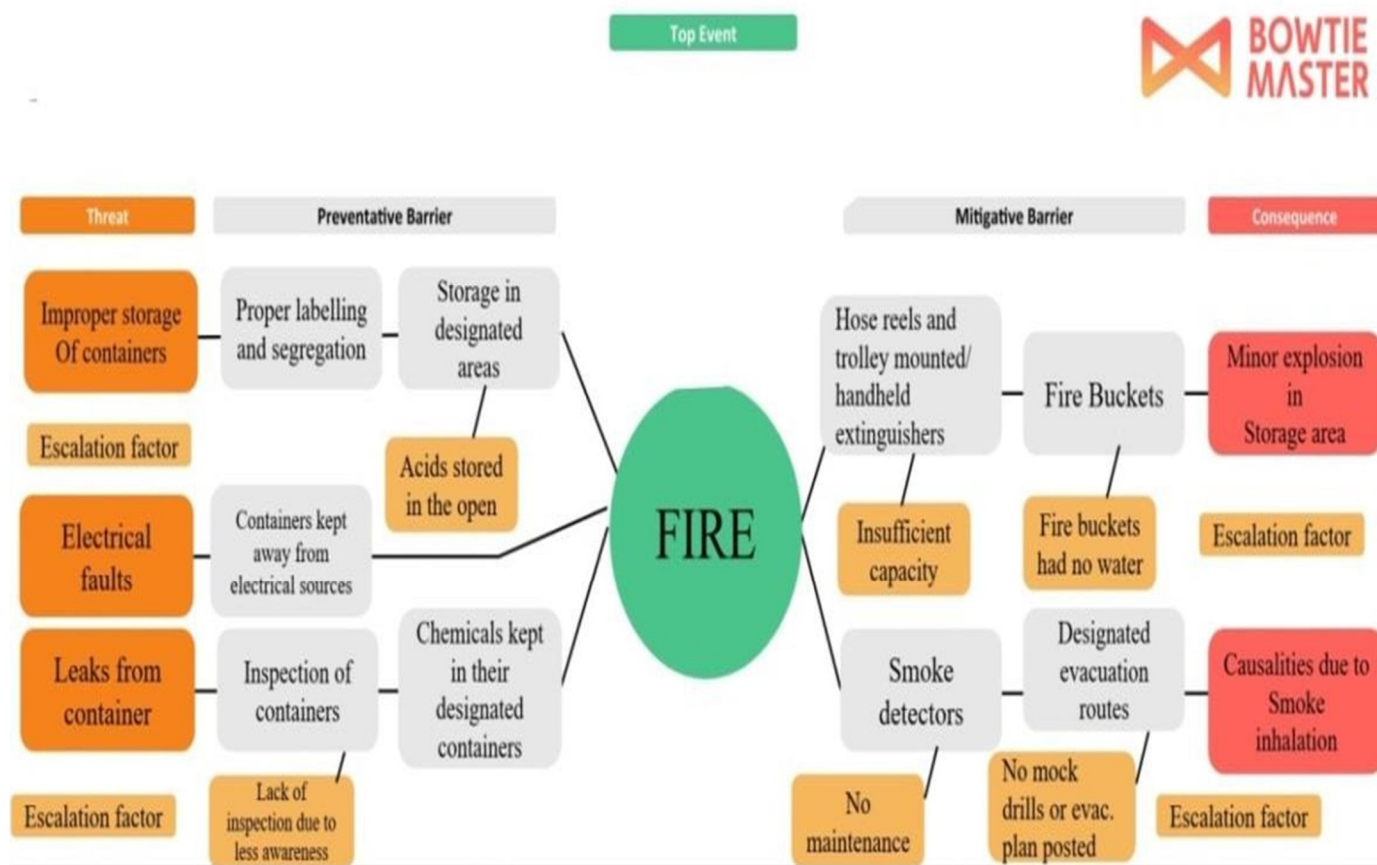 Top Event
BOWTIE
MASTER
Threat
Preventative Barrier
Mitigative Barrier
Consequence
Improper storage
Of containers
Proper labelling
and segregation
Storage in
designated
areas
Hose reels and
trolley mounted/
handheld
extinguishers
Fire Buckets
Minor explosion
in
Storage area
Escalation factor
Acids stored
in the open
Electrical
faults
Containers kept
away from
electrical sources
FIRE
Insufficient
capacity
Fire buckets
had no water
Escalation factor
Leaks from
container
Inspection of
containers
Chemicals kept
in their
designated
containers
Smoke
detectors
Designated
evacuation
routes
Causalities due to
Smoke
inhalation
Escalation factor
Lack of
inspection due to
less awareness
No
maintenance
No mock
drills or evac.
plan posted
Escalation factor